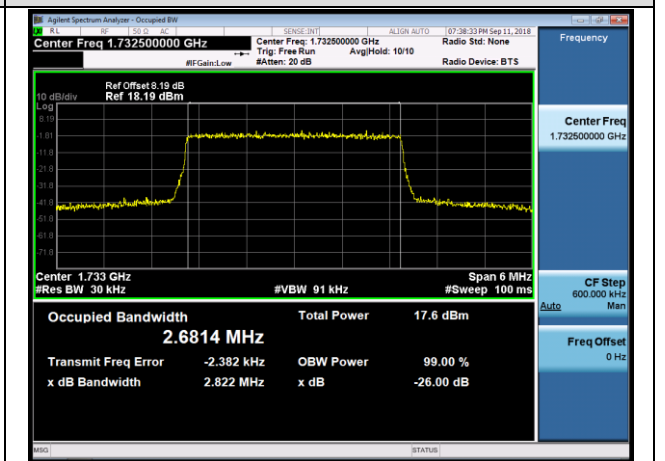 Agilent Spectrum Analyzer - Occupied BW
RL RF 50 Ω AC SENSE:INT ALIGN AUTO 07:38:33 PM Sep 11, 2018
Center Freq 1.732500000 GHz Center Freq: 1.732500000 GHz Radio Std: None Frequency
Trig: Free Run Avg|Hold: 10/10
#IFGain:Low #Atten: 20 dB Radio Device: BTS
Ref Offset 8.19 dB
10 dB/div Ref 18.19 dBm
Log
8.19
-1.81
-11.8
-21.8
-31.8
-41.8
-51.8
-61.8
-71.8
Center 1.733 GHz Span 6 MHz
#Res BW 30 kHz #VBW 91 kHz #Sweep 100 ms
Occupied Bandwidth Total Power 17.6 dBm
2.6814 MHz
Transmit Freq Error -2.382 kHz OBW Power 99.00 %
x dB Bandwidth 2.822 MHz x dB -26.00 dB
Center Freq
1.732500000 GHz
CF Step
600.000 kHz
Auto Man
Freq Offset
0 Hz
MSG STATUS